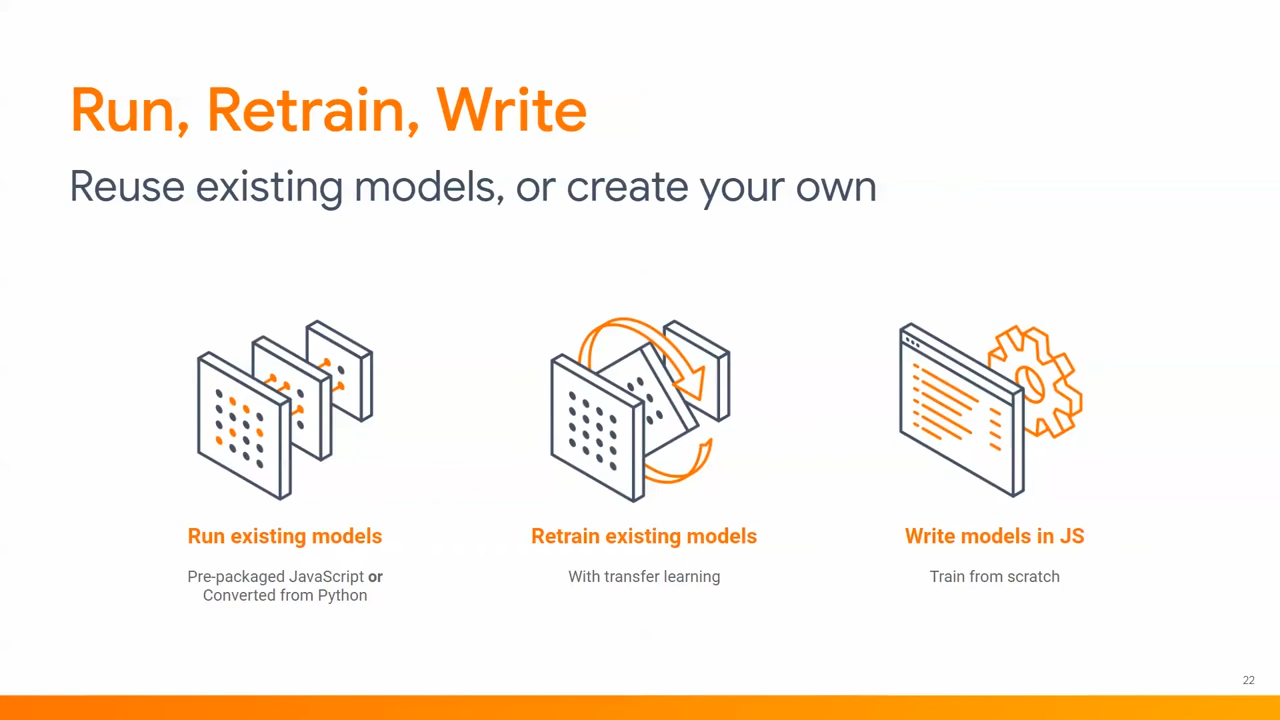 Run, Retrain, Write
Reuse existing models, or create your own
Run existing models
Pre-packaged JavaScript or
Converted from Python
Retrain existing models
With transfer learning
Write models in JS
Train from scratch
22